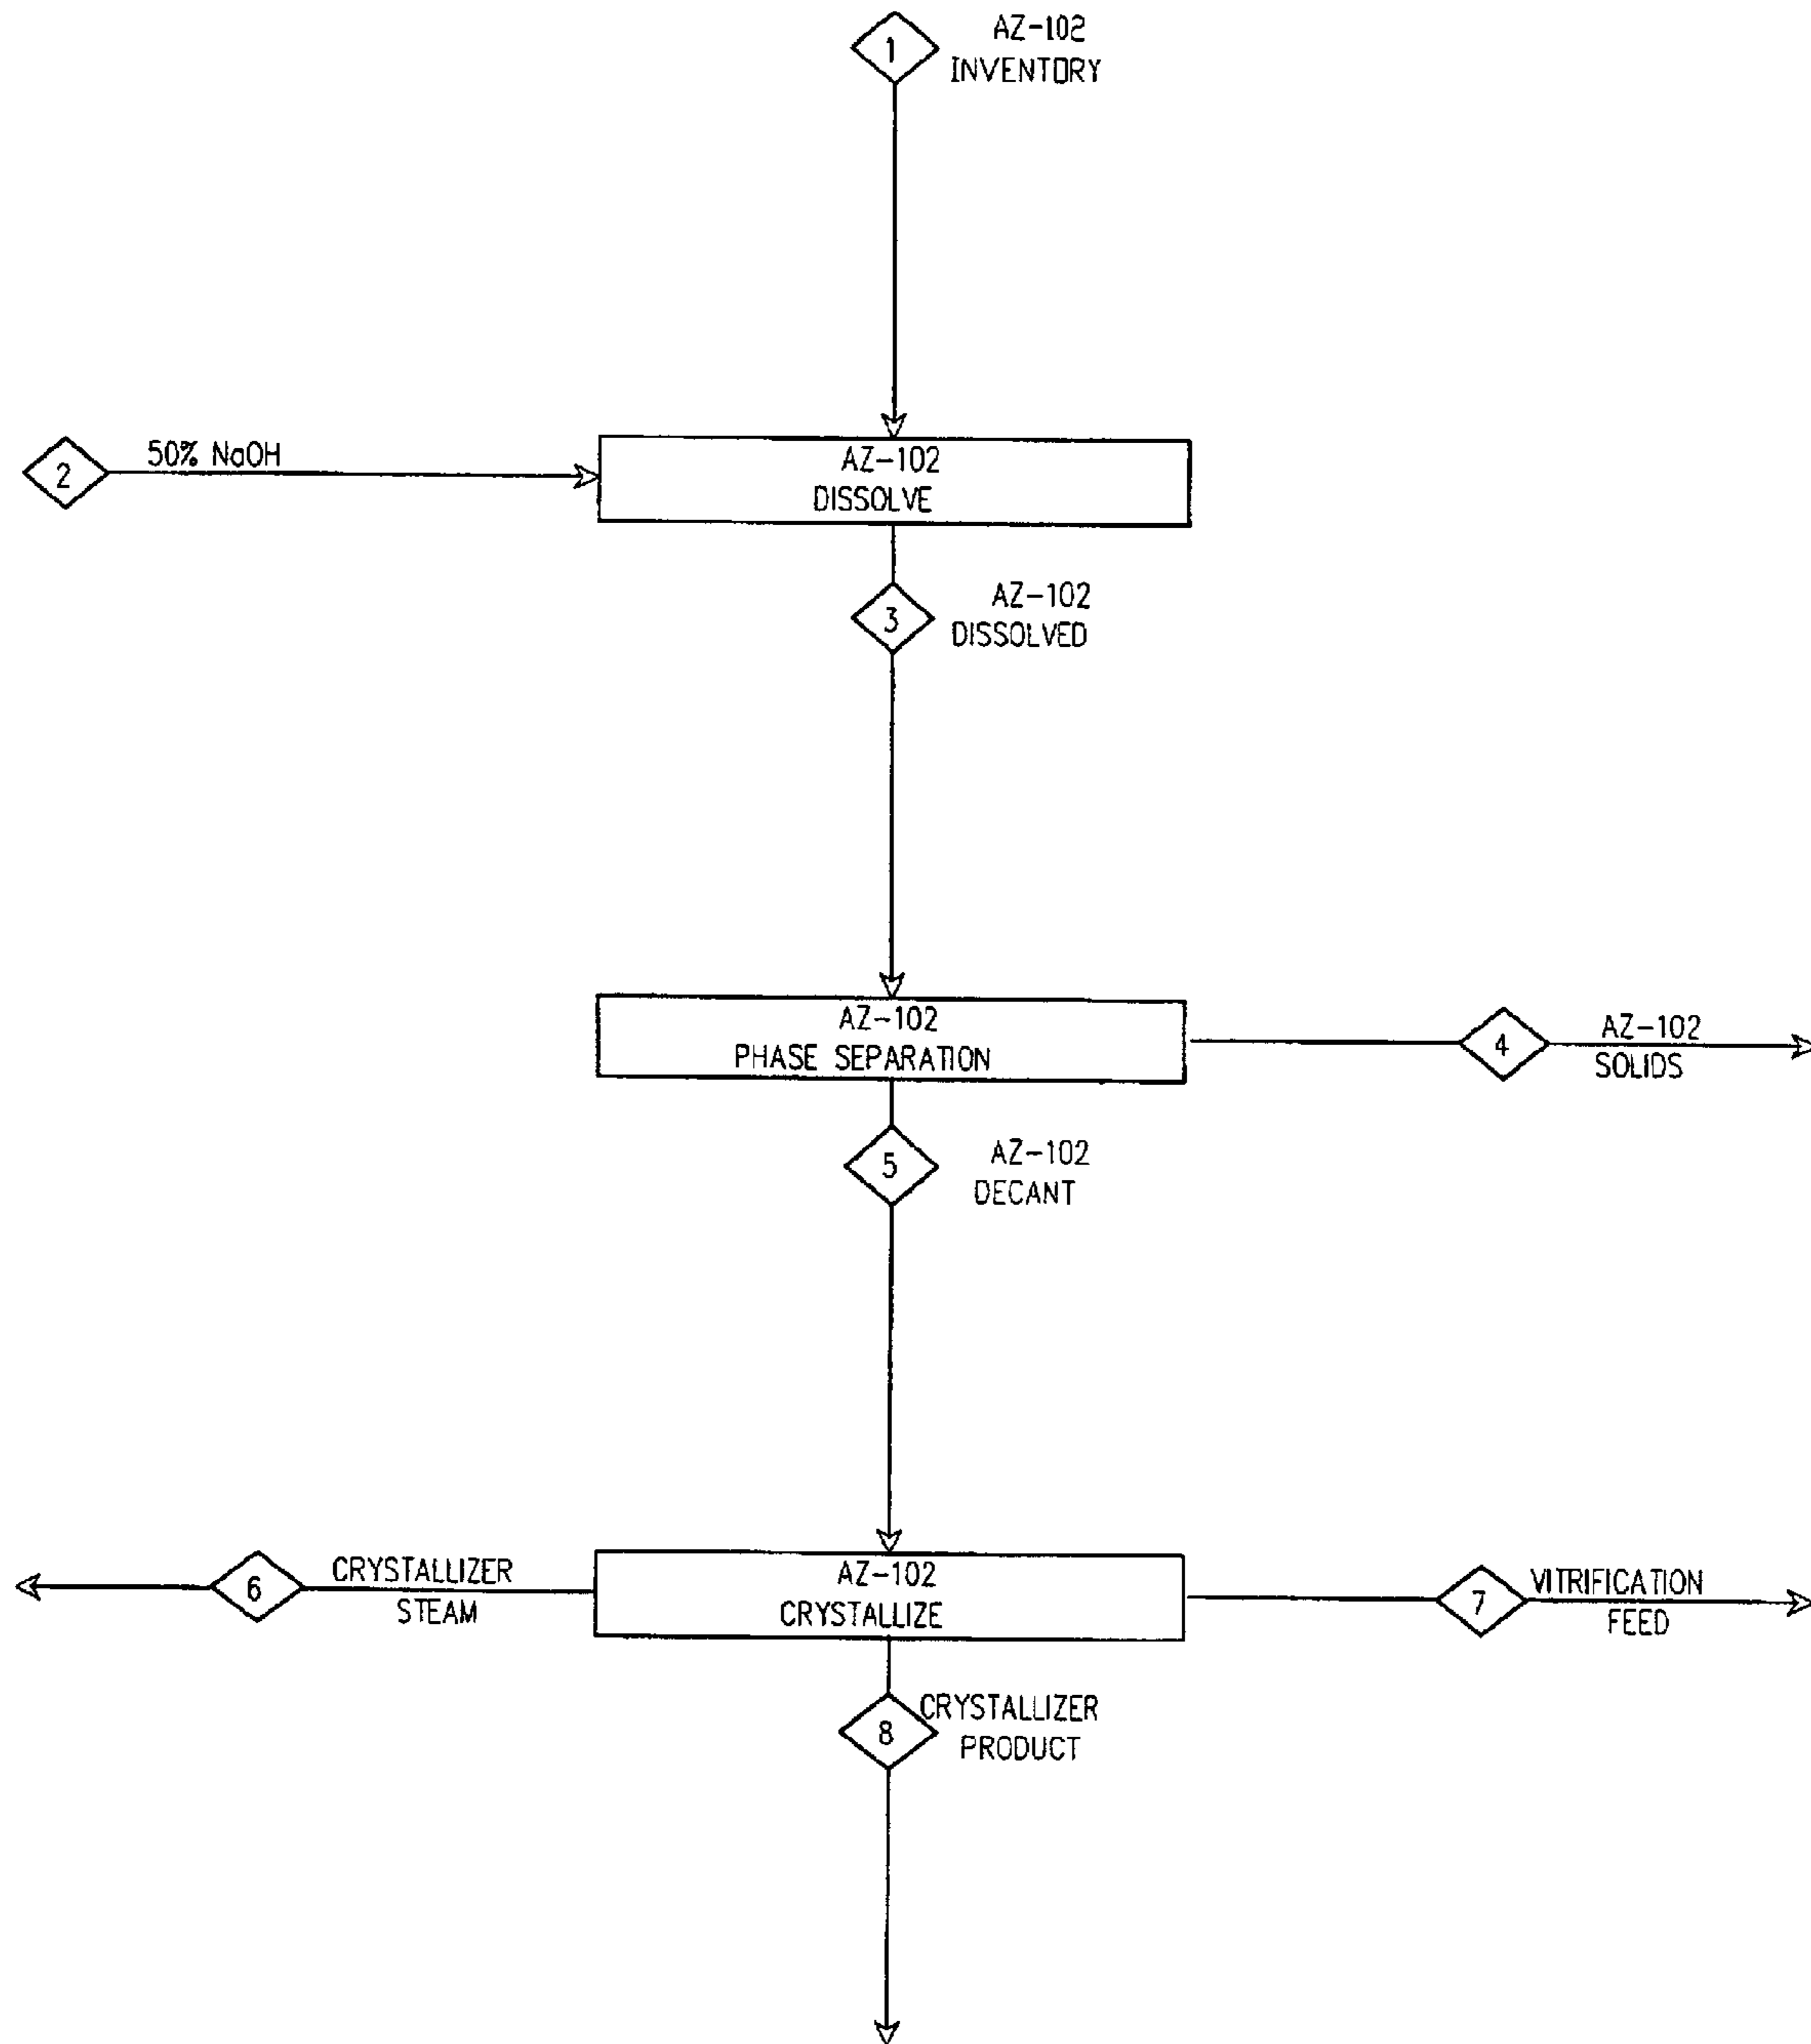 1
AZ-102
INVENTORY
2
50% NaOH
AZ-102
DISSOLVE
3
AZ-102
DISSOLVED
AZ-102
PHASE SEPARATION
4
AZ-102
SOLIDS
5
AZ-102
DECANT
6
CRYSTALLIZER
STEAM
AZ-102
CRYSTALLIZE
7
VITRIFICATION
FEED
8
CRYSTALLIZER
PRODUCT